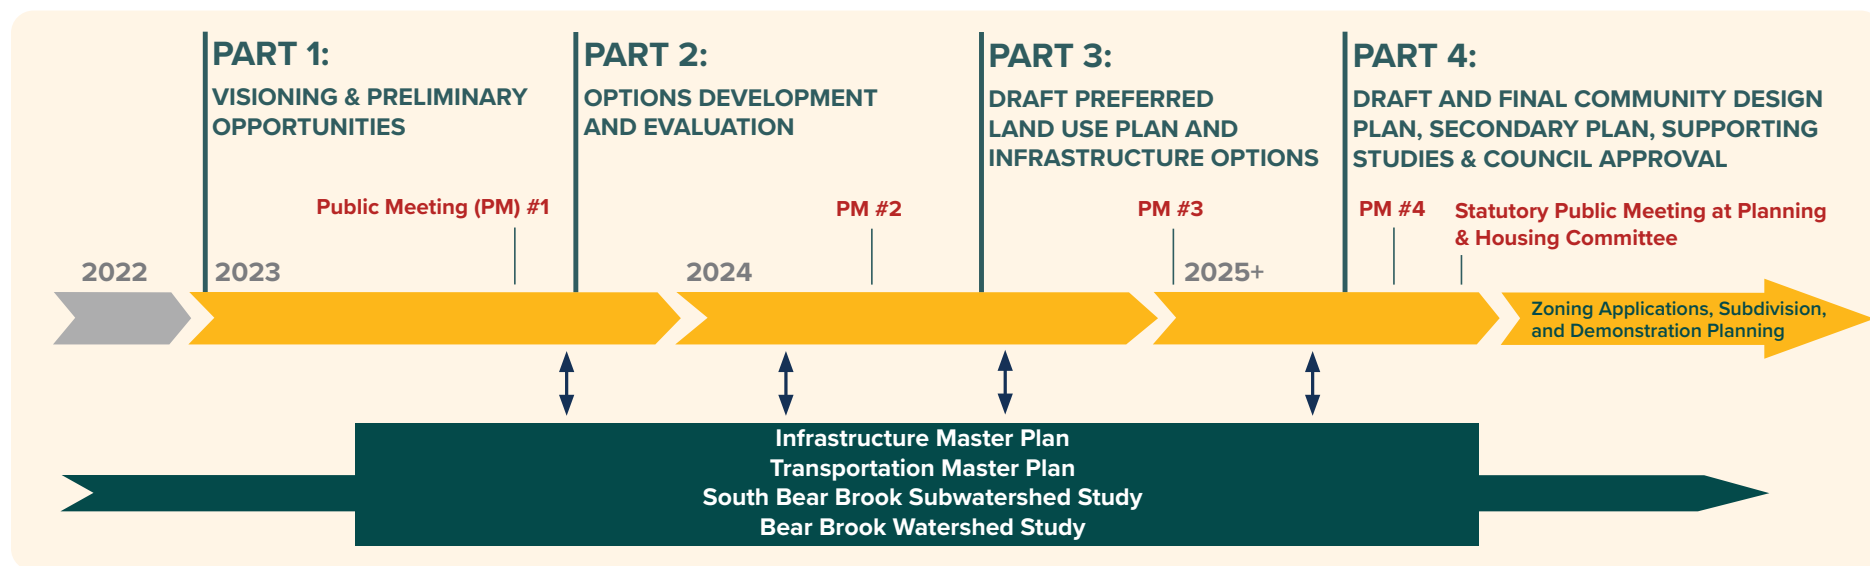 PART 1:
VISIONING & PRELIMINARY
OPPORTUNITIES
PART 2:
OPTIONS DEVELOPMENT
AND EVALUATION
PART 3:
DRAFT PREFERRED
LAND USE PLAN AND
INFRASTRUCTURE OPTIONS
PART 4:
DRAFT AND FINAL COMMUNITY DESIGN
PLAN, SECONDARY PLAN, SUPPORTING
STUDIES & COUNCIL APPROVAL
Public Meeting (PM) #1
PM #2
PM #3
PM #4
Statutory Public Meeting at Planning
& Housing Committee
2022
2023
2024
2025+
Zoning Applications, Subdivision,
and Demonstration Planning
Infrastructure Master Plan
Transportation Master Plan
South Bear Brook Subwatershed Study
Bear Brook Watershed Study